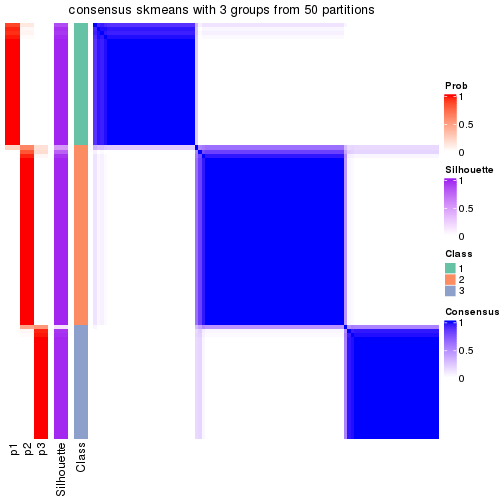 consensus skmeans with 3 groups from 50 partitions
Prob
1
0.5
0
Silhouette
1
0.5
0
Class
1
2
3
Consensus
1
0.5
0
p1
p2
p3
Silhouette
Class